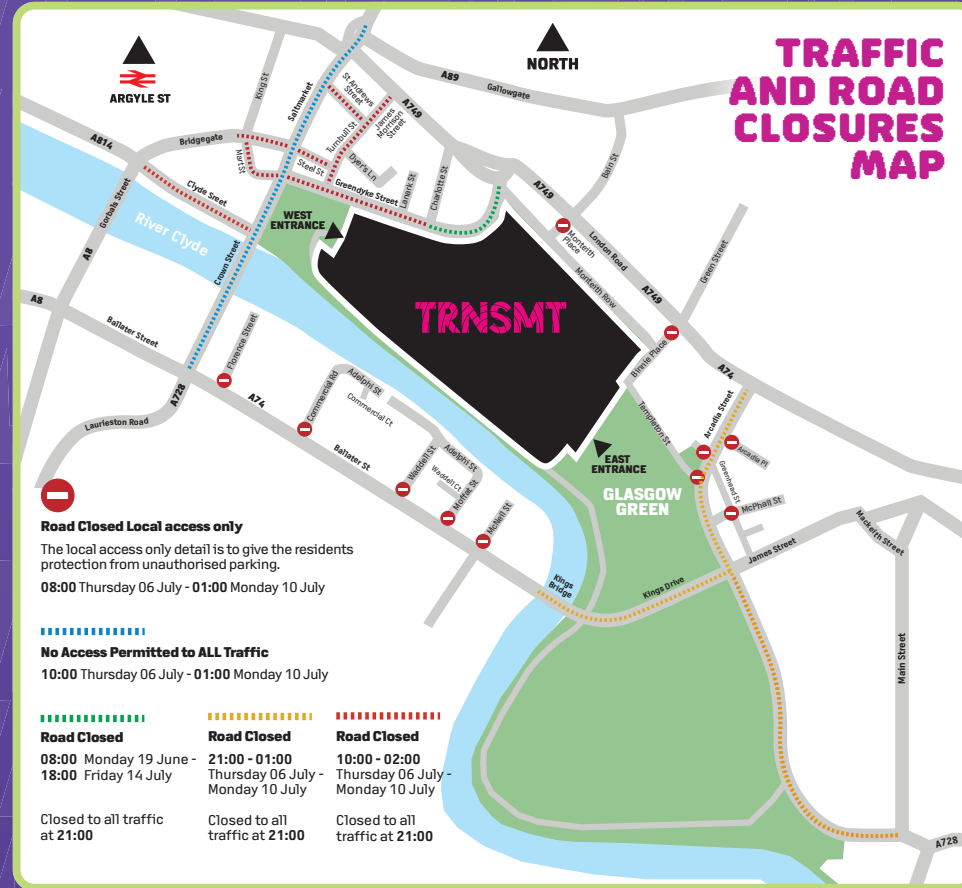 TRAFFIC
AND ROAD
CLOSURES
MAP
NORTH
ARGYLE ST
A89
Gallowgate
King St
Saltmarket
St Andrews
Street
A749
James
Morrison
Street
Turnbull St
A814
Bridgegate
Mart St
Steel St
Dyer's Ln
Lanark St
Charlotte St
Greendyke Street
Bain St
A749
Clyde Sreet
Gorbals Street
WEST
ENTRANCE
River Clyde
Crown Street
A8
A8
Monteith
Place
London Road
Monteith Row
A749
Green Street
TRNSMT
Ballater Street
Florence Street
Binnie Place
A74
A728
Laurieston Road
A74
Commercial Rd
Adelphi St
Commercial Ct
Templeton St
Arcadia Street
Arcadia Pl
Ballater St
Waddell St
Adelphi St
Waddell Ct
Moffat St
McNeil St
EAST
ENTRANCE
GLASGOW
GREEN
Greenhead St
McPhail St
Mackeith Street
James Street
Kings
Bridge
Kings Drive
Main Street
A728
Road Closed Local access only
The local access only detail is to give the residents
protection from unauthorised parking.
08:00 Thursday 06 July - 01:00 Monday 10 July
No Access Permitted to ALL Traffic
10:00 Thursday 06 July - 01:00 Monday 10 July
Road Closed
08:00 Monday 19 June -
18:00 Friday 14 July
Closed to all traffic
at 21:00
Road Closed
21:00 - 01:00
Thursday 06 July -
Monday 10 July
Closed to all
traffic at 21:00
Road Closed
10:00 - 02:00
Thursday 06 July -
Monday 10 July
Closed to all
traffic at 21:00